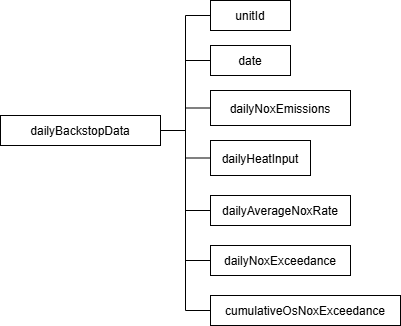 unitId
date
dailyNoxEmissions
dailyBackstopData
dailyHeatInput
dailyAverageNoxRate
dailyNoxExceedance
cumulativeOsNoxExceedance